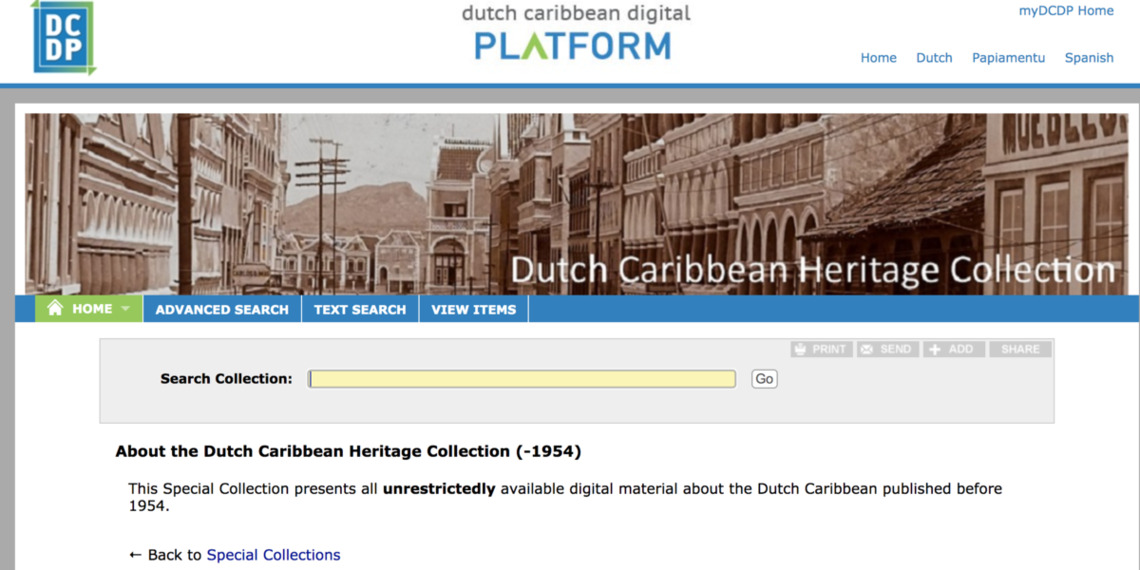 DC
DP
dutch caribbean digital
PLATFORM
myDCDP Home
Home Dutch Papiamentu Spanish
Dutch Caribbean Heritage Collection
HOME ADVANCED SEARCH TEXT SEARCH VIEW ITEMS
PRINT SEND ADD SHARE
Search Collection: Go
About the Dutch Caribbean Heritage Collection (-1954)
This Special Collection presents all unrestrictedly available digital material about the Dutch Caribbean published before
1954.
← Back to Special Collections